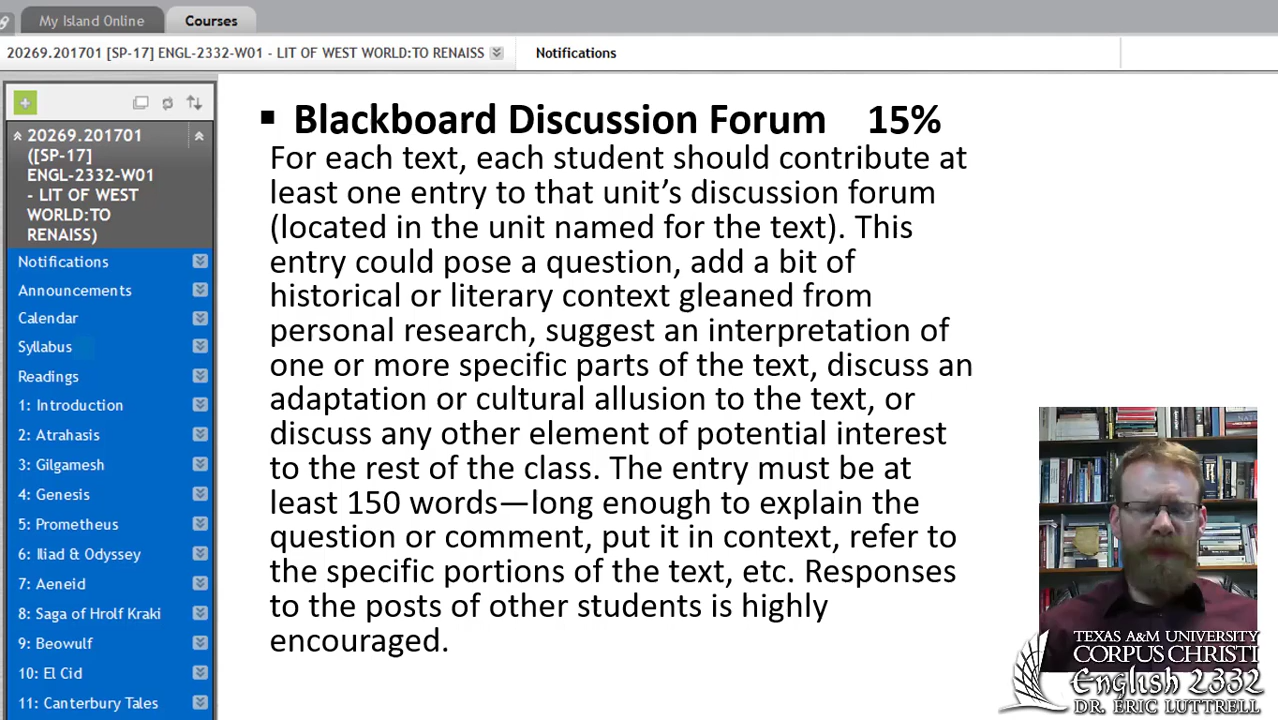 My Island Online
Courses
20269.201701 [SP-17] ENGL-2332-W01 - LIT OF WEST WORLD:TO RENAISS
Notifications
20269.201701
([SP-17]
ENGL-2332-W01
- LIT OF WEST
WORLD:TO
RENAISS)
Notifications
Announcements
Calendar
Syllabus
Readings
1: Introduction
2: Atrahasis
3: Gilgamesh
4: Genesis
5: Prometheus
6: Iliad & Odyssey
7: Aeneid
8: Saga of Hrolf Kraki
9: Beowulf
10: El Cid
11: Canterbury Tales
▪ Blackboard Discussion Forum 15%
For each text, each student should contribute at
least one entry to that unit’s discussion forum
(located in the unit named for the text). This
entry could pose a question, add a bit of
historical or literary context gleaned from
personal research, suggest an interpretation of
one or more specific parts of the text, discuss an
adaptation or cultural allusion to the text, or
discuss any other element of potential interest
to the rest of the class. The entry must be at
least 150 words—long enough to explain the
question or comment, put it in context, refer to
the specific portions of the text, etc. Responses
to the posts of other students is highly
encouraged.
TEXAS A&M UNIVERSITY
CORPUS CHRISTI
English 2332
DR. ERIC LUTTRELL